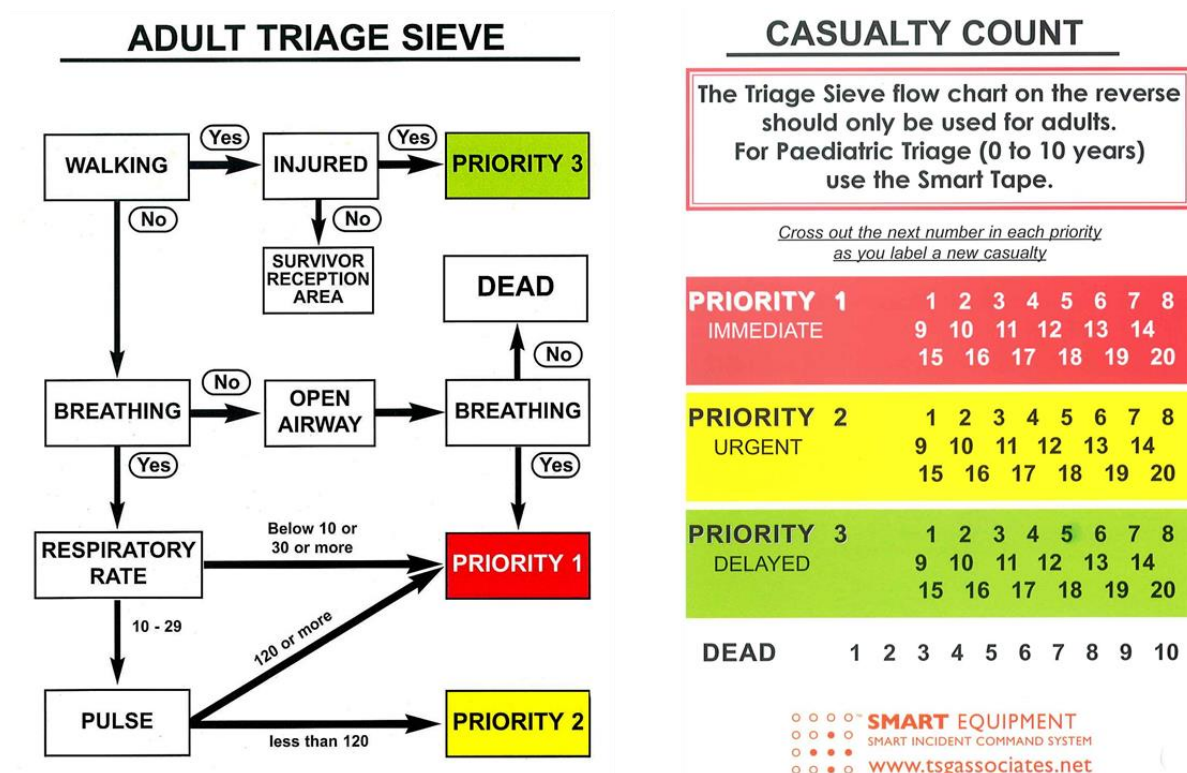 ADULT TRIAGE SIEVE
WALKING
Yes
INJURED
Yes
PRIORITY 3
No
No
SURVIVOR
RECEPTION
AREA
DEAD
No
BREATHING
No
OPEN
AIRWAY
BREATHING
Yes
Yes
RESPIRATORY
RATE
Below 10 or
30 or more
PRIORITY 1
10 - 29
120 or more
PULSE
less than 120
PRIORITY 2
CASUALTY COUNT
The Triage Sieve flow chart on the reverse
should only be used for adults.
For Paediatric Triage (0 to 10 years)
use the Smart Tape.
Cross out the next number in each priority
as you label a new casualty
PRIORITY 1 1 2 3 4 5 6 7 8
IMMEDIATE 9 10 11 12 13 14
15 16 17 18 19 20
PRIORITY 2 1 2 3 4 5 6 7 8
URGENT 9 10 11 12 13 14
15 16 17 18 19 20
PRIORITY 3 1 2 3 4 5 6 7 8
DELAYED 9 10 11 12 13 14
15 16 17 18 19 20
DEAD 1 2 3 4 5 6 7 8 9 10
SMART EQUIPMENT
SMART INCIDENT COMMAND SYSTEM
www.tsgassociates.net